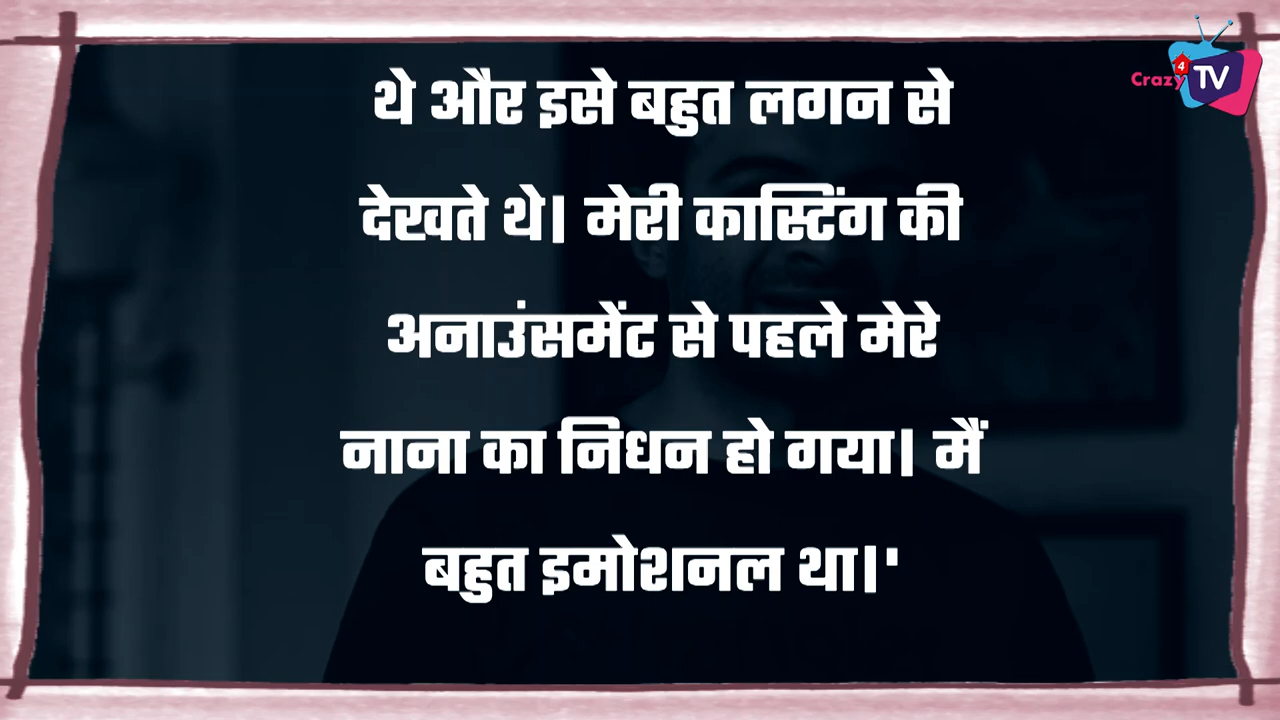 Crazy 4 TV
थे और इसे बहुत लगन से
देखते थे। मेरी कास्टिंग की
अनाउंसमेंट से पहले मेरे
नाना का निधन हो गया। मैं
बहुत इमोशनल था।'